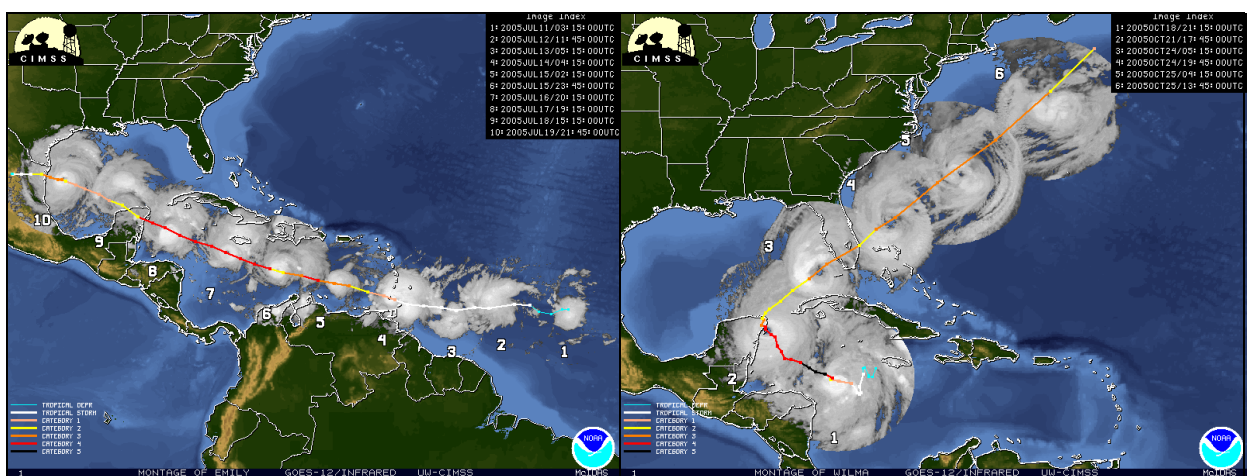 CIMSS
Image Index
1: 2005JUL11/03:15:00UTC
2: 2005JUL12/11:45:00UTC
3: 2005JUL13/05:15:00UTC
4: 2005JUL14/04:15:00UTC
5: 2005JUL15/02:15:00UTC
6: 2005JUL15/23:45:00UTC
7: 2005JUL16/20:15:00UTC
8: 2005JUL17/19:15:00UTC
9: 2005JUL18/15:15:00UTC
10: 2005JUL19/21:45:00UTC
10
9
8
7
6
5
4
3
2
1
TROPICAL DEPR
TROPICAL STORM
CATEGORY 1
CATEGORY 2
CATEGORY 3
CATEGORY 4
CATEGORY 5
NOAA
1 MONTAGE OF EMILY GOES-12/INFRARED UW-CIMSS McIDAS
CIMSS
Image Index
1: 2005OCT18/21:15:00UTC
2: 2005OCT21/17:45:00UTC
3: 2005OCT24/05:15:00UTC
4: 2005OCT24/19:45:00UTC
5: 2005OCT25/04:15:00UTC
6: 2005OCT25/13:45:00UTC
6
5
4
3
2
1
TROPICAL DEPR
TROPICAL STORM
CATEGORY 1
CATEGORY 2
CATEGORY 3
CATEGORY 4
CATEGORY 5
NOAA
1 MONTAGE OF WILMA GOES-12/INFRARED UW-CIMSS McIDAS